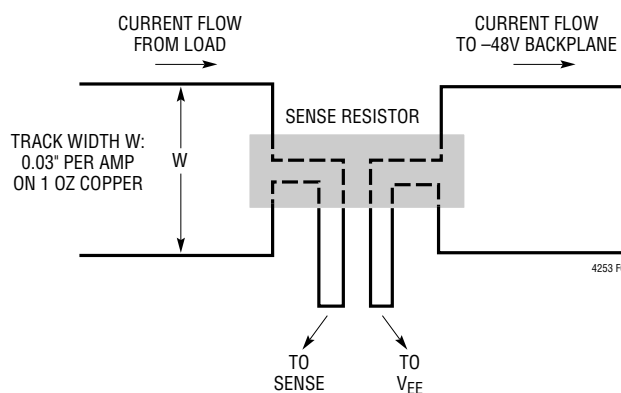 CURRENT FLOW
FROM LOAD
CURRENT FLOW
TO –48V BACKPLANE
SENSE RESISTOR
TRACK WIDTH W:
0.03" PER AMP
ON 1 OZ COPPER
W
4253 F
TO
SENSE
TO
VEE